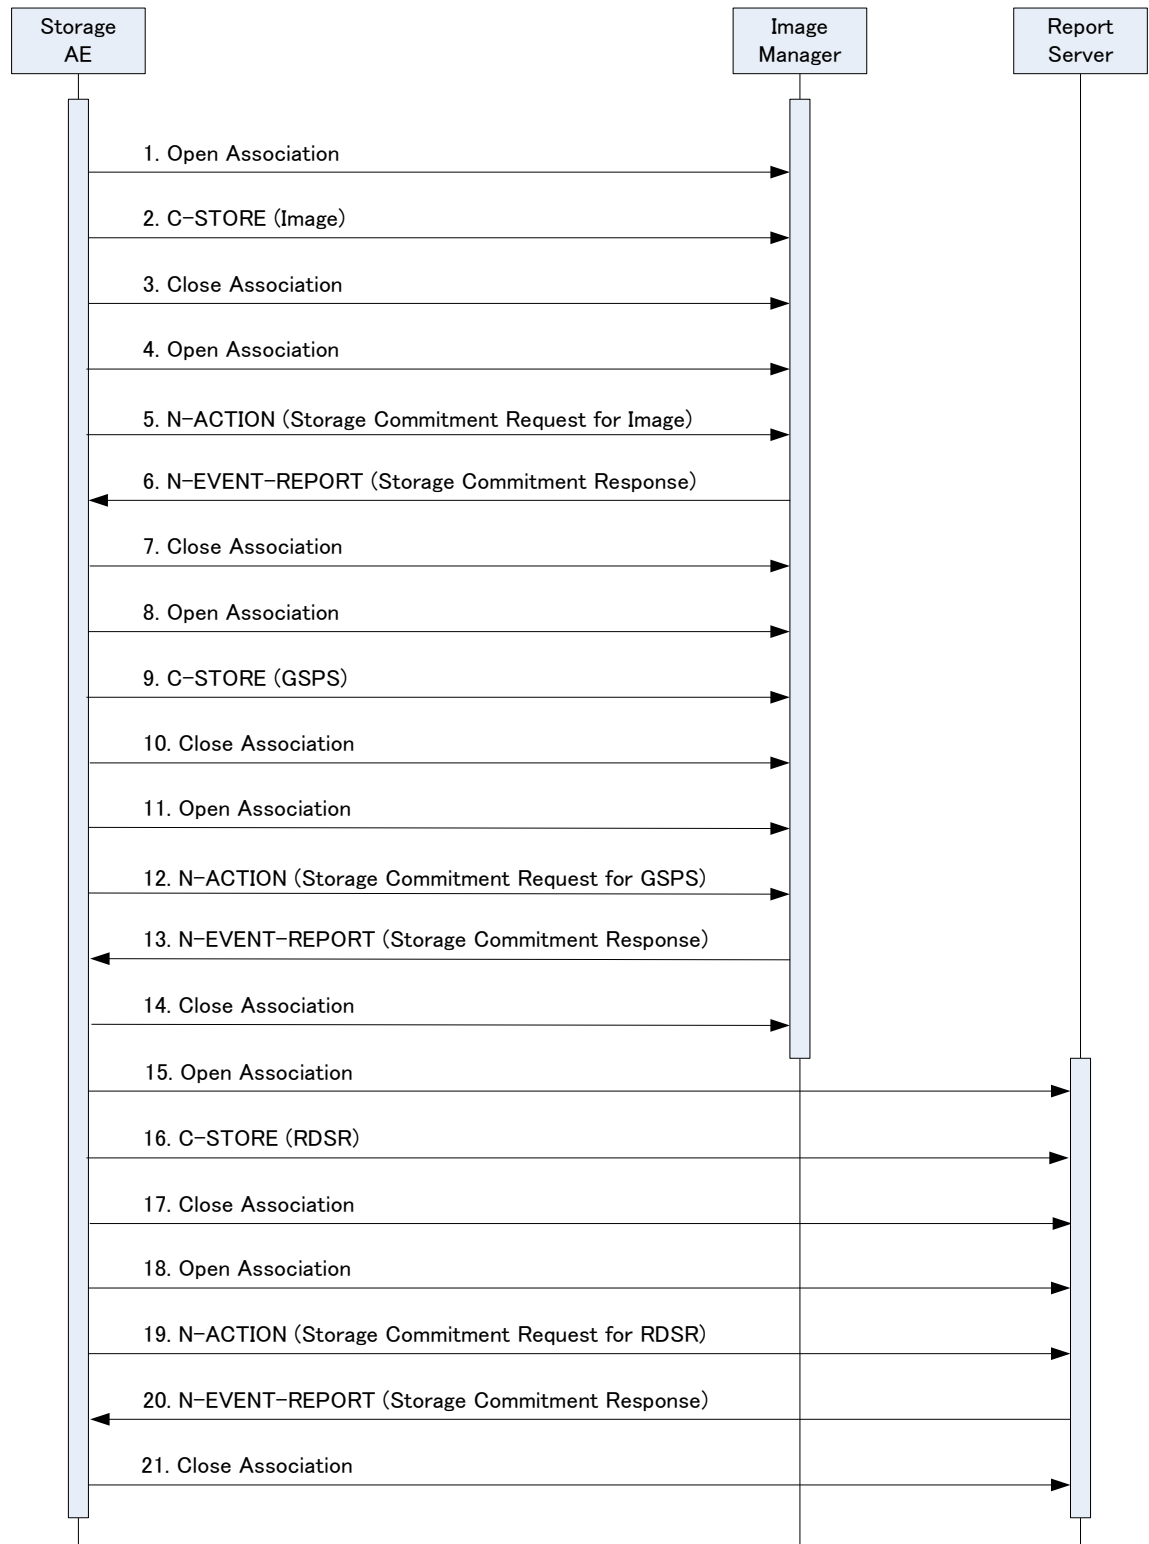 Storage
AE
Image
Manager
Report
Server
1. Open Association
2. C-STORE (Image)
3. Close Association
4. Open Association
5. N-ACTION (Storage Commitment Request for Image)
6. N-EVENT-REPORT (Storage Commitment Response)
7. Close Association
8. Open Association
9. C-STORE (GSPS)
10. Close Association
11. Open Association
12. N-ACTION (Storage Commitment Request for GSPS)
13. N-EVENT-REPORT (Storage Commitment Response)
14. Close Association
15. Open Association
16. C-STORE (RDSR)
17. Close Association
18. Open Association
19. N-ACTION (Storage Commitment Request for RDSR)
20. N-EVENT-REPORT (Storage Commitment Response)
21. Close Association